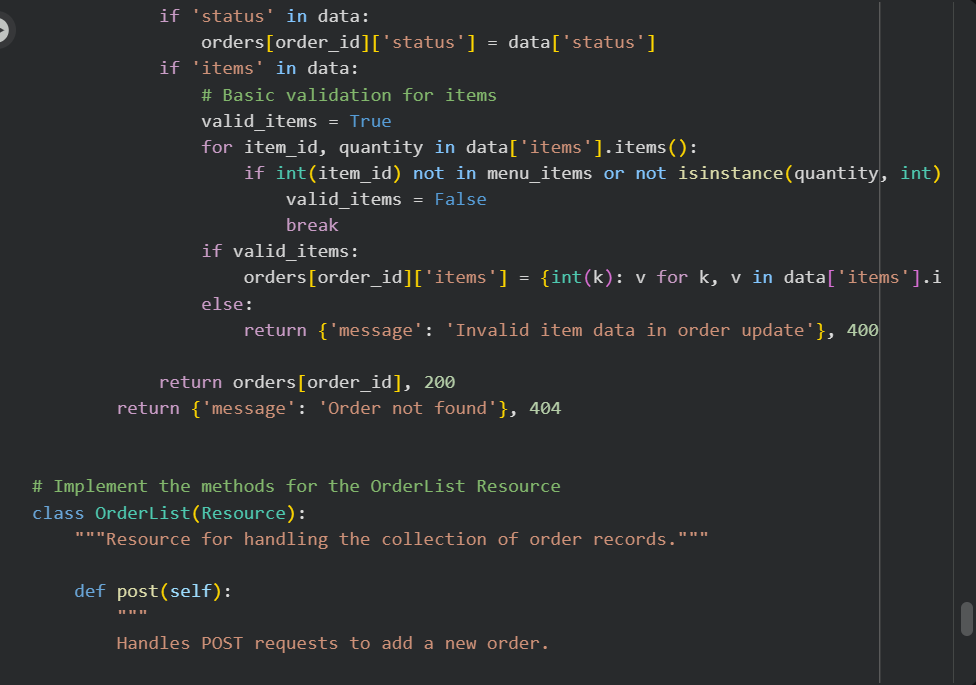 if 'status' in data:
orders[order_id]['status'] = data['status']
if 'items' in data:
# Basic validation for items
valid_items = True
for item_id, quantity in data['items'].items():
if int(item_id) not in menu_items or not isinstance(quantity, int)
valid_items = False
break
if valid_items:
orders[order_id]['items'] = {int(k): v for k, v in data['items'].i
else:
return {'message': 'Invalid item data in order update'}, 400
return orders[order_id], 200
return {'message': 'Order not found'}, 404
# Implement the methods for the OrderList Resource
class OrderList(Resource):
"""Resource for handling the collection of order records."""
def post(self):
"""
Handles POST requests to add a new order.